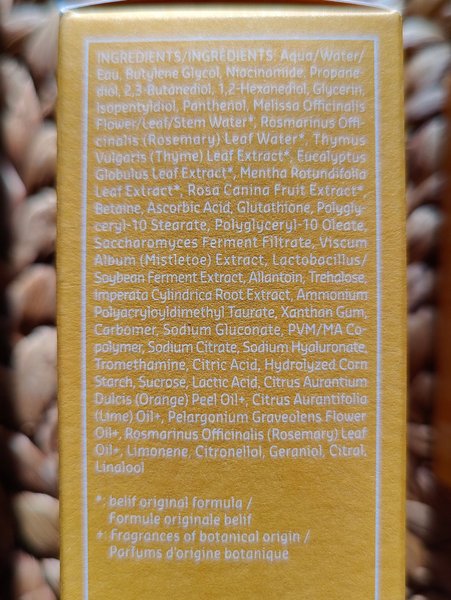 INGREDIENTS/INGRÉDIENTS: Aqua/Water/
Eau, Butylene Glycol, Niacinamide, Propane-
diol, 2,3-Butanediol, 1,2-Hexanediol, Glycerin,
Isopentyldiol, Panthenol, Melissa Officinalis
Flower/Leaf/Stem Water*, Rosmarinus Offi-
cinalis (Rosemary) Leaf Water*, Thymus
Vulgaris (Thyme) Leaf Extract*, Eucalyptus
Globulus Leaf Extract*, Mentha Rotundifolia
Leaf Extract*, Rosa Canina Fruit Extract*
Betaine, Ascorbic Acid, Glutathione, Polygly-
ceryl-10 Stearate, Polyglyceryl-10 Oleate,
Saccharomyces Ferment Filtrate, Viscum
Album (Mistletoe) Extract, Lactobacillus/
Soybean Ferment Extract, Allantoin, Trehalose,
Imperata Cylindrica Root Extract, Ammonium
Polyacryloyldimethyl Taurate, Xanthan Gum,
Carbomer, Sodium Gluconate, PVM/MA Co-
polymer, Sodium Citrate, Sodium Hyaluronate,
Tromethamine, Citric Acid, Hydrolyzed Corn
Starch, Sucrose, Lactic Acid, Citrus Aurantium
Dulcis (Orange) Peel Oil+, Citrus Aurantifolia
(Lime) Oil+, Pelargonium Graveolens Flower
Oil+, Rosmarinus Officinalis (Rosemary) Leaf
Oil+, Limonene, Citronellol, Geraniol, Citral,
Linalool
*: belif original formula /
Formule originale belif
+: Fragrances of botanical origin /
Parfums d'origine botanique